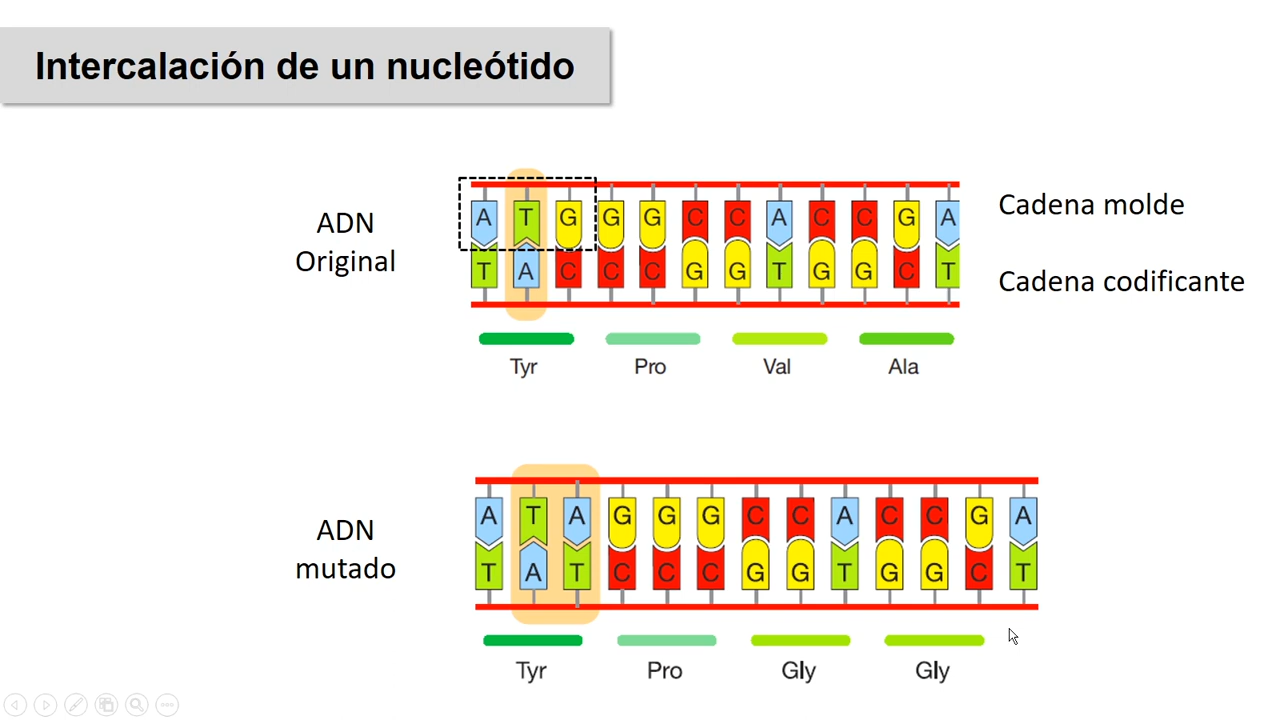 Intercalación de un nucleótido
ADN
Original
A T G G G C C A C C G A
T A C C C G G T G G C T
Cadena molde
Cadena codificante
Tyr Pro Val Ala
ADN
mutado
A T A G G G C C A C C G A
T A T C C C G G T G G C T
Tyr Pro Gly Gly